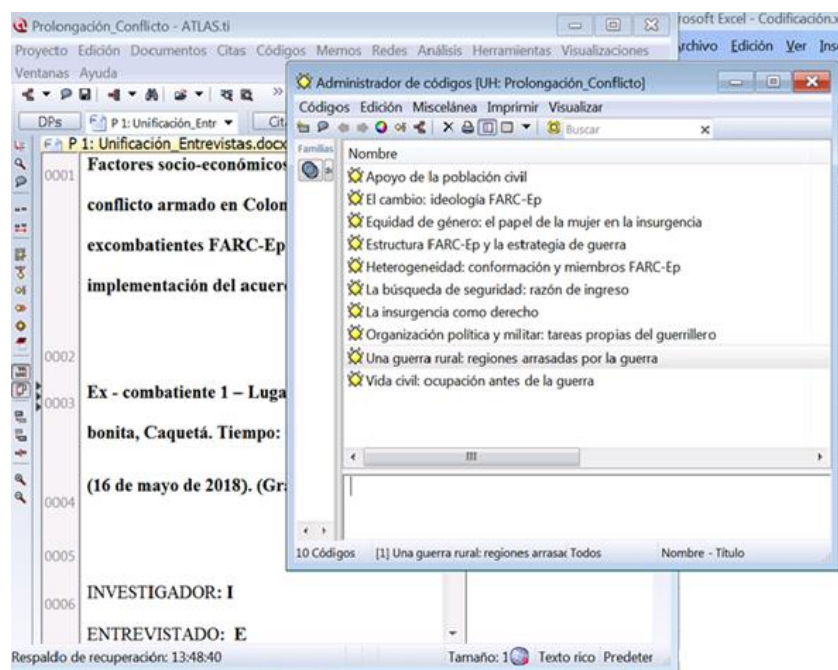 Prolongación_Conflicto - ATLAS.ti
Proyecto Edición Documentos Citas Códigos Memos Redes Análisis Herramientas Visualizaciones
Ventanas Ayuda
DPs
P 1: Unificación_Entr
P 1: Unificación_Entrevistas.docx
0001
Factores socio-económicos
conflicto armado en Colon
excombatientes FARC-Ep
implementación del acuer
0002
0003
Ex - combatiente 1 – Luga
bonita, Caquetá. Tiempo:
(16 de mayo de 2018). (Gra
0004
0005
0006
INVESTIGADOR: I
ENTREVISTADO: E
Respaldo de recuperación: 13:48:40
Tamaño: 1
Texto rico Predeter
rosoft Excel - Codificación.x
rchivo Edición Ver Ins
Administrador de códigos [UH: Prolongación_Conflicto]
Códigos Edición Miscelánea Imprimir Visualizar
Buscar
Familias
Nombre
Apoyo de la población civil
El cambio: ideología FARC-Ep
Equidad de género: el papel de la mujer en la insurgencia
Estructura FARC-Ep y la estrategia de guerra
Heterogeneidad: conformación y miembros FARC-Ep
La búsqueda de seguridad: razón de ingreso
La insurgencia como derecho
Organización política y militar: tareas propias del guerrillero
Una guerra rural: regiones arrasadas por la guerra
Vida civil: ocupación antes de la guerra
10 Códigos [1] Una guerra rural: regiones arrasac Todos Nombre - Título